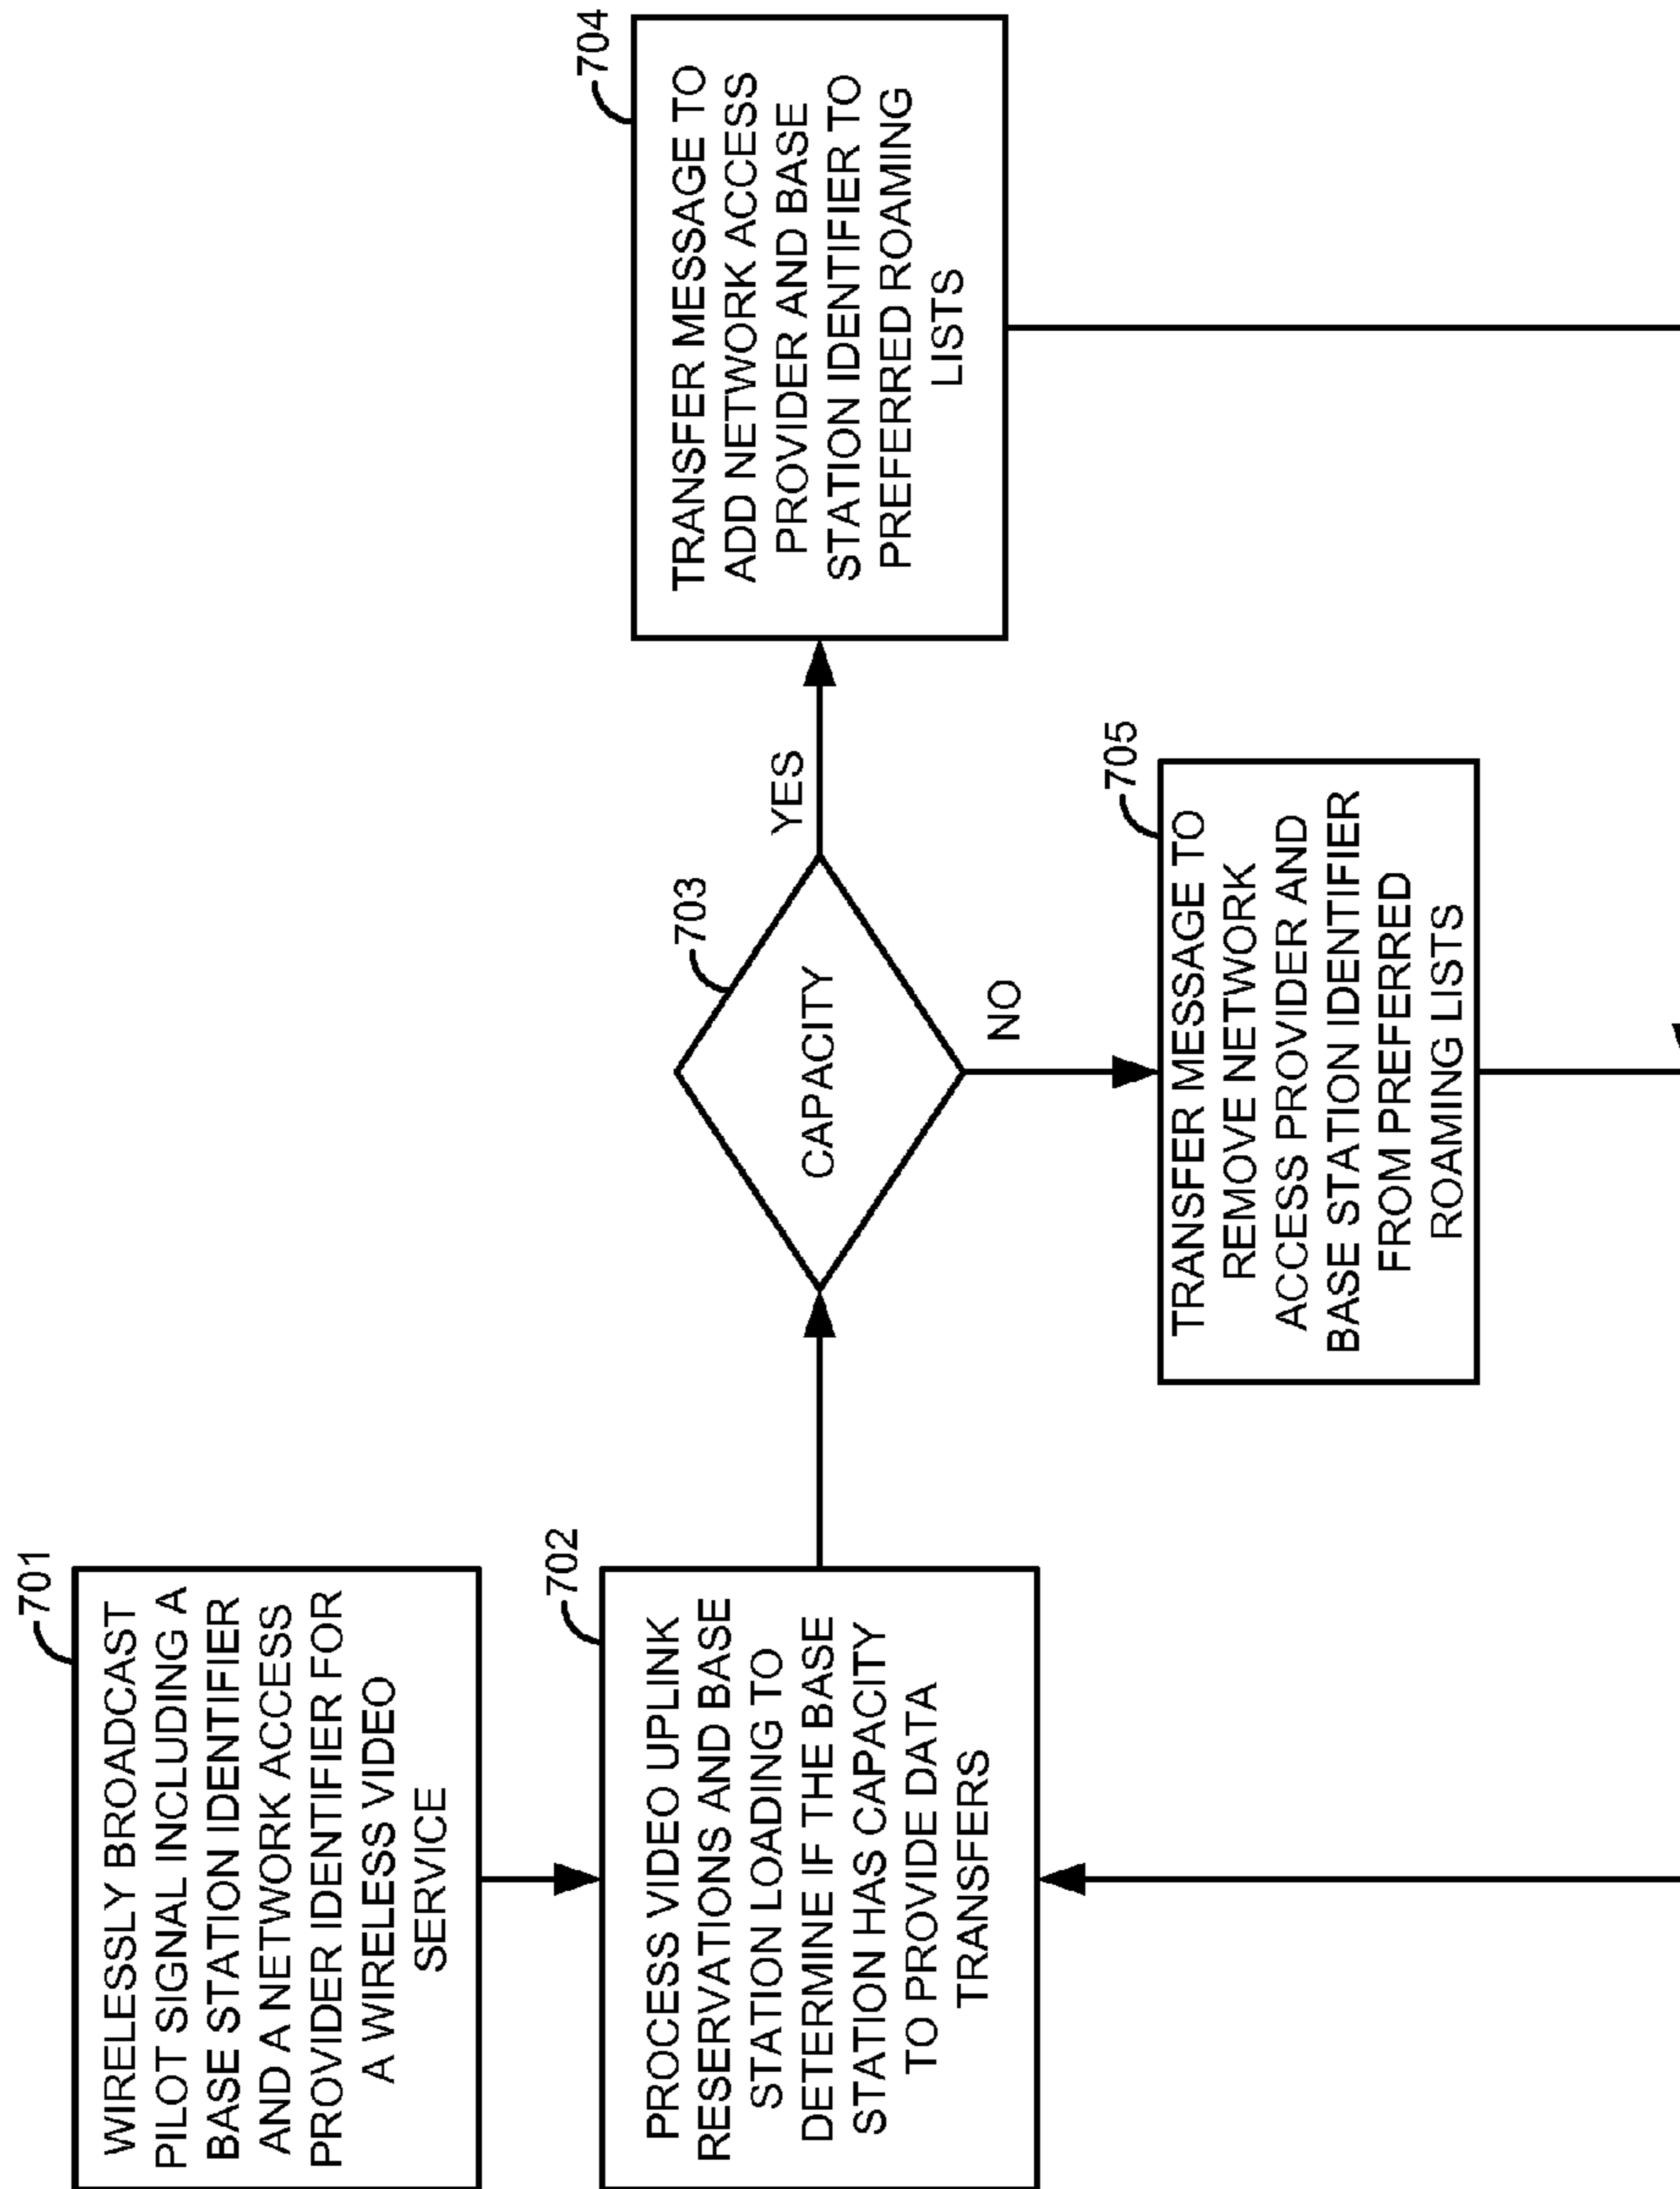 701
WIRELESSLY BROADCAST
PILOT SIGNAL INCLUDING A
BASE STATION IDENTIFIER
AND A NETWORK ACCESS
PROVIDER IDENTIFIER FOR
A WIRELESS VIDEO
SERVICE
702
PROCESS VIDEO UPLINK
RESERVATIONS AND BASE
STATION LOADING TO
DETERMINE IF THE BASE
STATION HAS CAPACITY
TO PROVIDE DATA
TRANSFERS
703
CAPACITY
YES
NO
704
TRANSFER MESSAGE TO
ADD NETWORK ACCESS
PROVIDER AND BASE
STATION IDENTIFIER TO
PREFERRED ROAMING
LISTS
705
TRANSFER MESSAGE TO
REMOVE NETWORK
ACCESS PROVIDER AND
BASE STATION IDENTIFIER
FROM PREFERRED
ROAMING LISTS